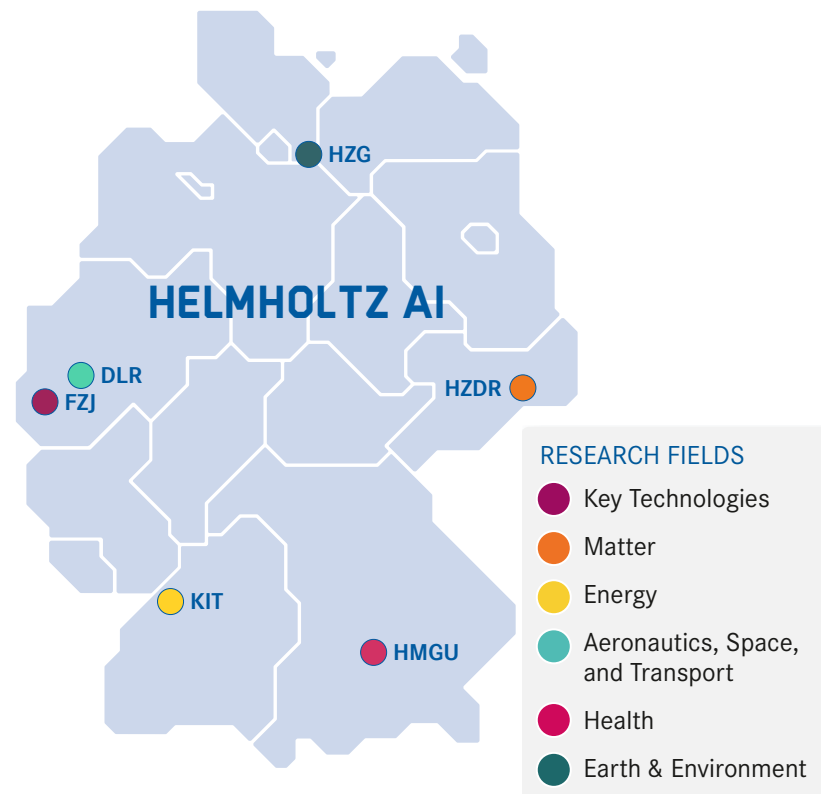 HZG
HELMHOLTZ AI
DLR
FZJ
HZDR
KIT
HMGU
RESEARCH FIELDS
Key Technologies
Matter
Energy
Aeronautics, Space,
and Transport
Health
Earth & Environment